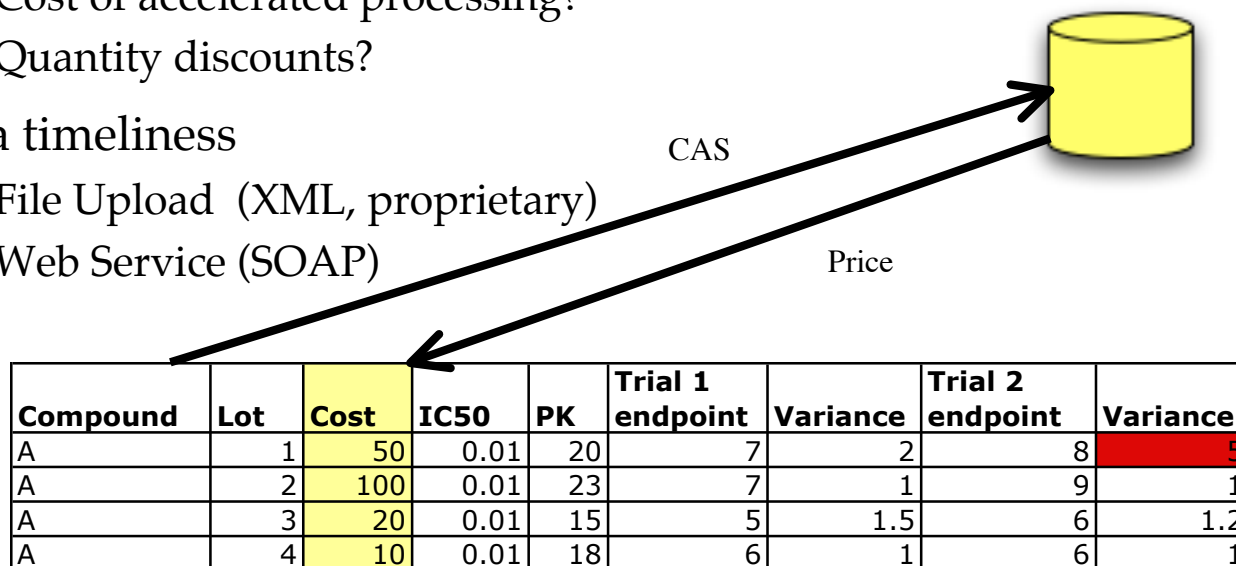 Cost of accelerated processing?
Quantity discounts?
a timeliness
File Upload (XML, proprietary)
Web Service (SOAP)
CAS
Price
Compound Lot Cost IC50 PK Trial 1 endpoint Variance Trial 2 endpoint Variance
A 1 50 0.01 20 7 2 8 5
A 2 100 0.01 23 7 1 9 1
A 3 20 0.01 15 5 1.5 6 1.2
A 4 10 0.01 18 6 1 6 1